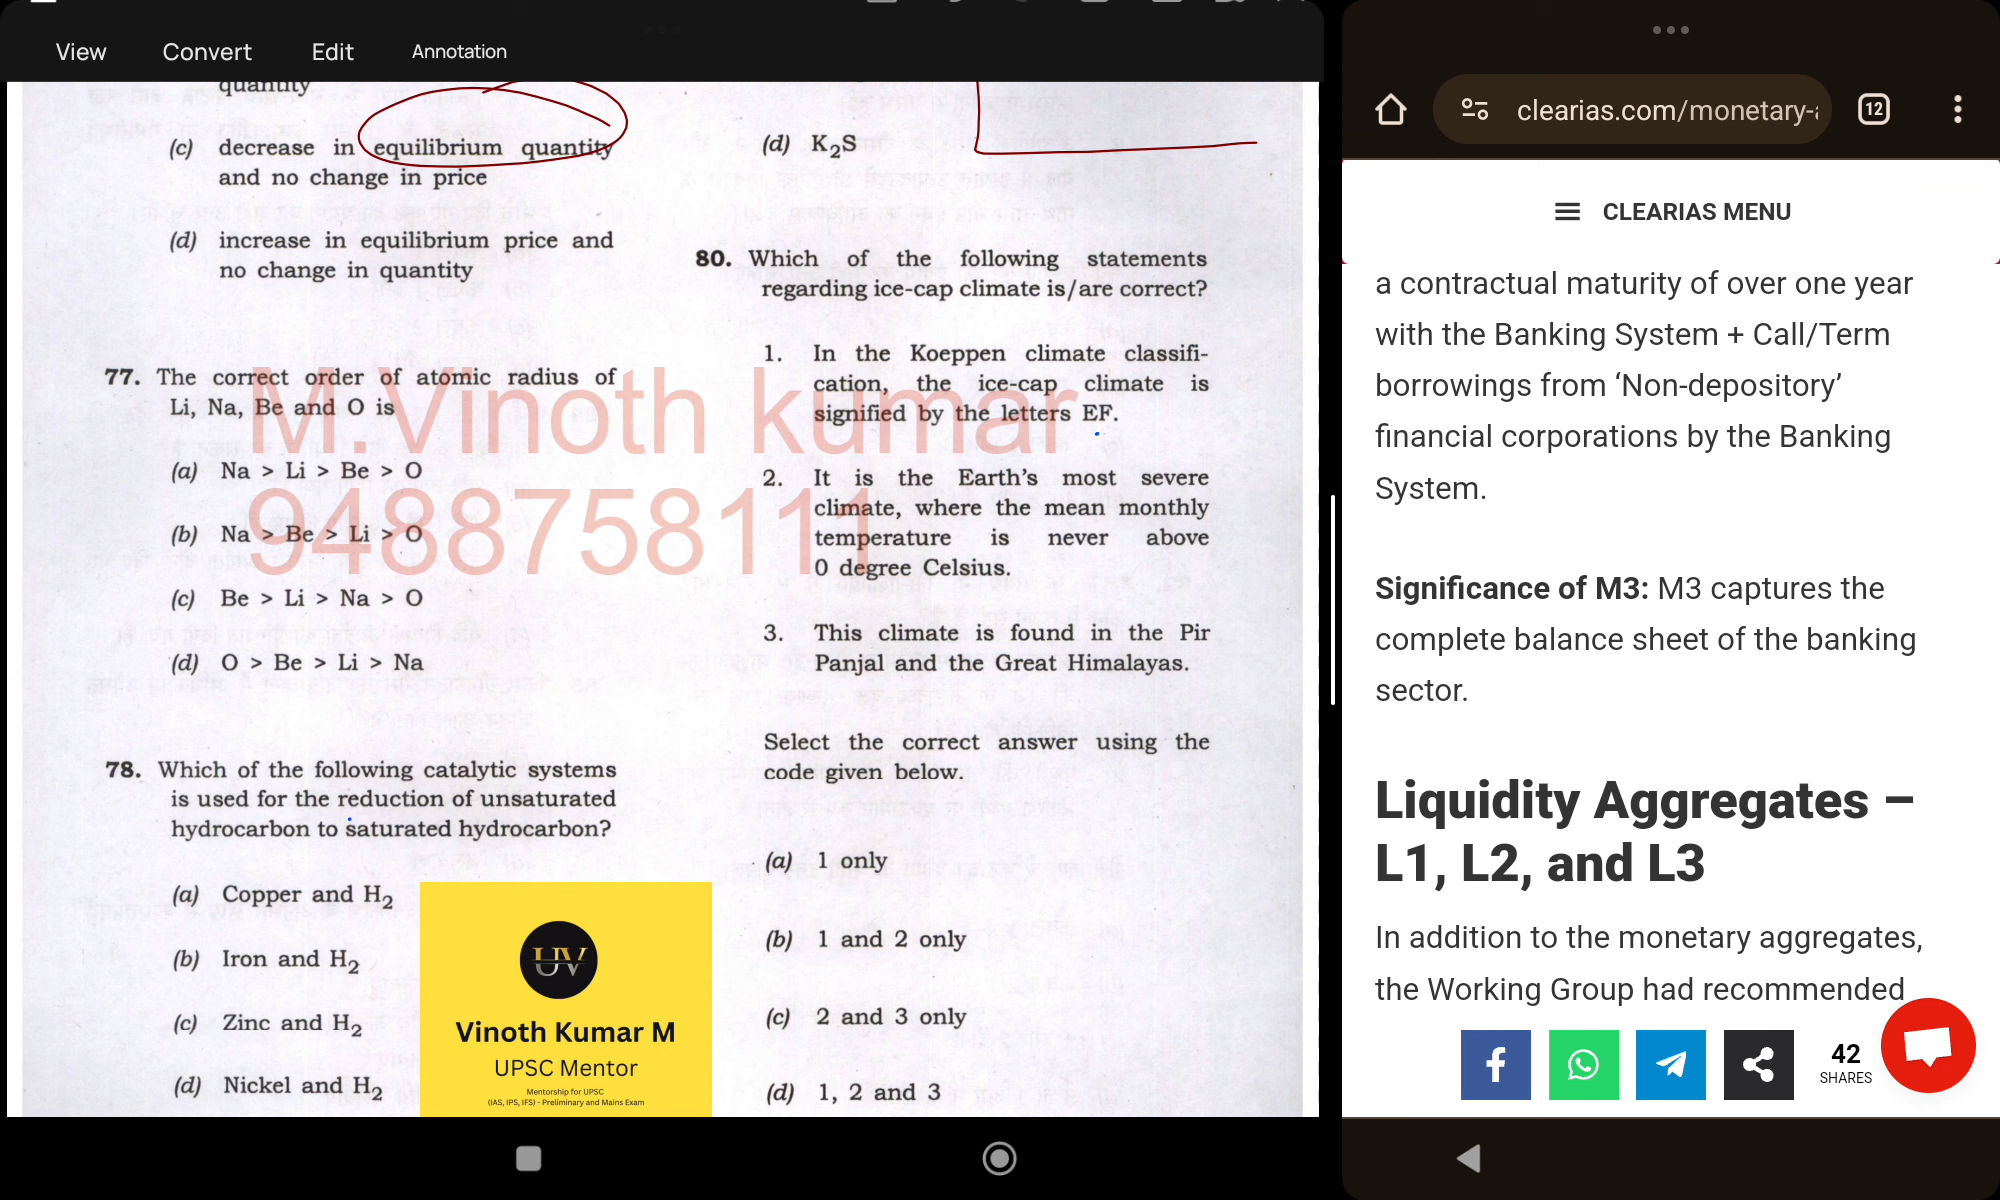 View Convert Edit Annotation
quantity
(c) decrease in equilibrium quantity
and no change in price
(d) increase in equilibrium price and
no change in quantity
77. The correct order of atomic radius of
Li, Na, Be and O is
(a) Na > Li > Be > O
(b) Na > Be > Li > O
(c) Be > Li > Na > O
(d) O > Be > Li > Na
78. Which of the following catalytic systems
is used for the reduction of unsaturated
hydrocarbon to saturated hydrocarbon?
(a) Copper and H2
(b) Iron and H2
(c) Zinc and H2
(d) Nickel and H2
M.Vinoth kumar
9488758111
UV
Vinoth Kumar M
UPSC Mentor
Mentorship for UPSC
(IAS, IPS, IFS) - Preliminary and Mains Exam
(d) K2S
80. Which of the following statements
regarding ice-cap climate is/are correct?
1. In the Koeppen climate classifi-
cation, the ice-cap climate is
signified by the letters EF.
2. It is the Earth's most severe
climate, where the mean monthly
temperature is never above
0 degree Celsius.
3. This climate is found in the Pir
Panjal and the Great Himalayas.
Select the correct answer using the
code given below.
(a) 1 only
(b) 1 and 2 only
(c) 2 and 3 only
(d) 1, 2 and 3
clearias.com/monetary-
12
CLEARIAS MENU
a contractual maturity of over one year
with the Banking System + Call/Term
borrowings from ‘Non-depository’
financial corporations by the Banking
System.
Significance of M3: M3 captures the
complete balance sheet of the banking
sector.
Liquidity Aggregates –
L1, L2, and L3
In addition to the monetary aggregates,
the Working Group had recommended
42
SHARES